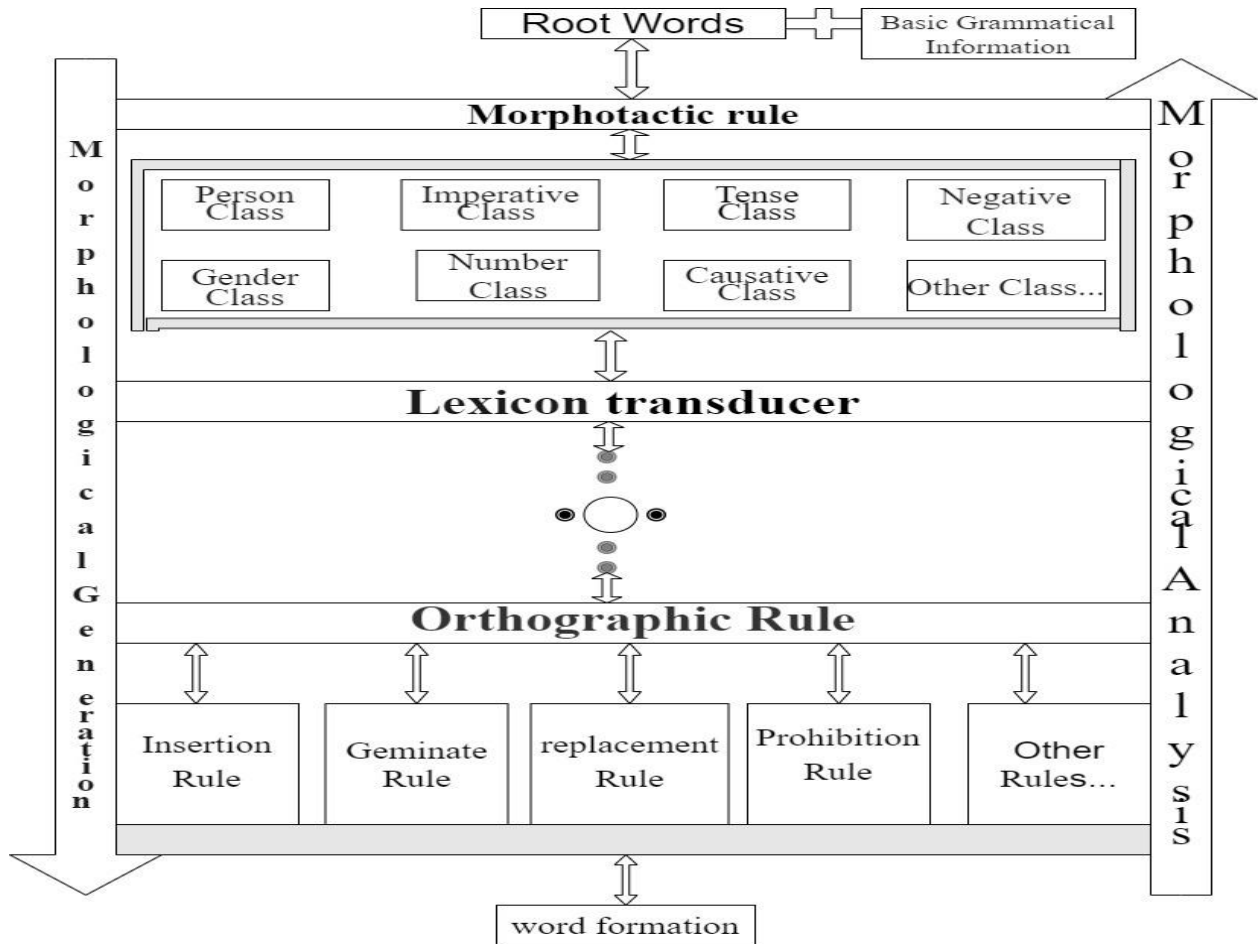 Root Words
Basic Grammatical
Information
Morphotactic rule
Person
Class
Imperative
Class
Tense
Class
Negative
Class
Gender
Class
Number
Class
Causative
Class
Other Class...
Lexicon transducer
Orthographic Rule
Insertion
Rule
Geminate
Rule
replacement
Rule
Prohibition
Rule
Other
Rules...
word formation
Morphological Generation
Morphological Analysis